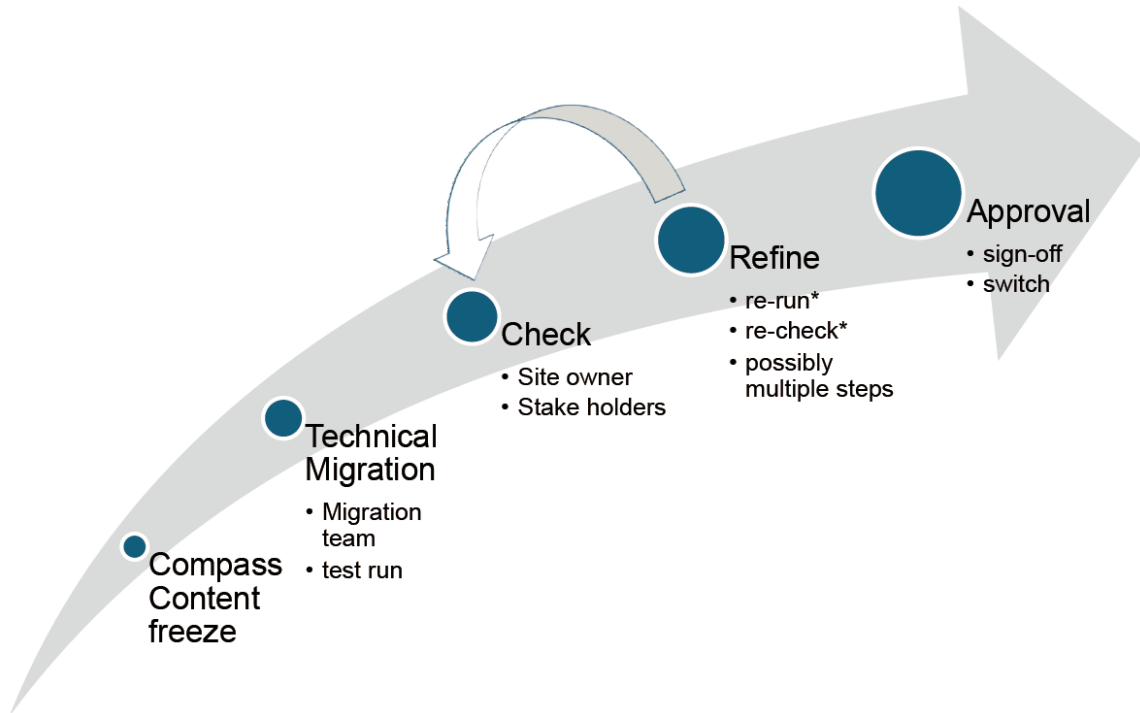 Compass
Content
freeze
Technical
Migration
• Migration
team
• test run
Check
• Site owner
• Stake holders
Refine
• re-run*
• re-check*
• possibly
multiple steps
Approval
• sign-off
• switch